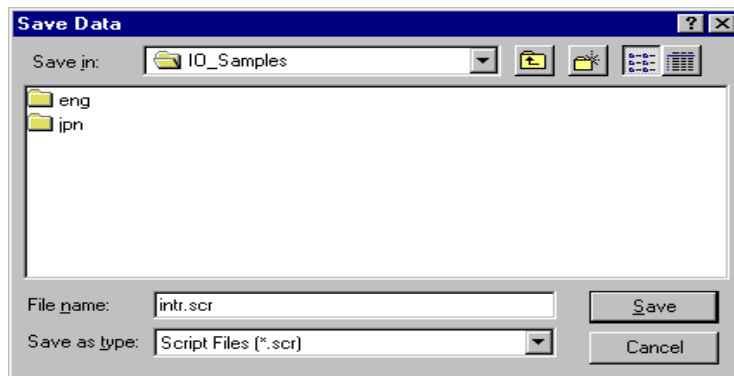 Save Data
Save in: IO_Samples
eng
jpn
File name: intr.scr Save
Save as type: Script Files (*.scr) Cancel